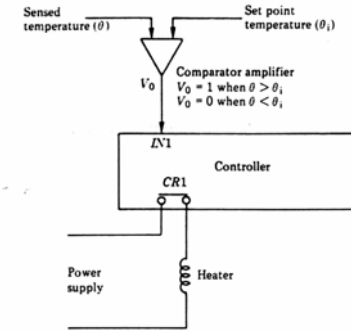 Sensed
temperature (θ)
Set point
temperature (θi)
V0
Comparator amplifier
V0 = 1 when θ > θi
V0 = 0 when θ < θi
IN1
Controller
CR1
Power
supply
Heater